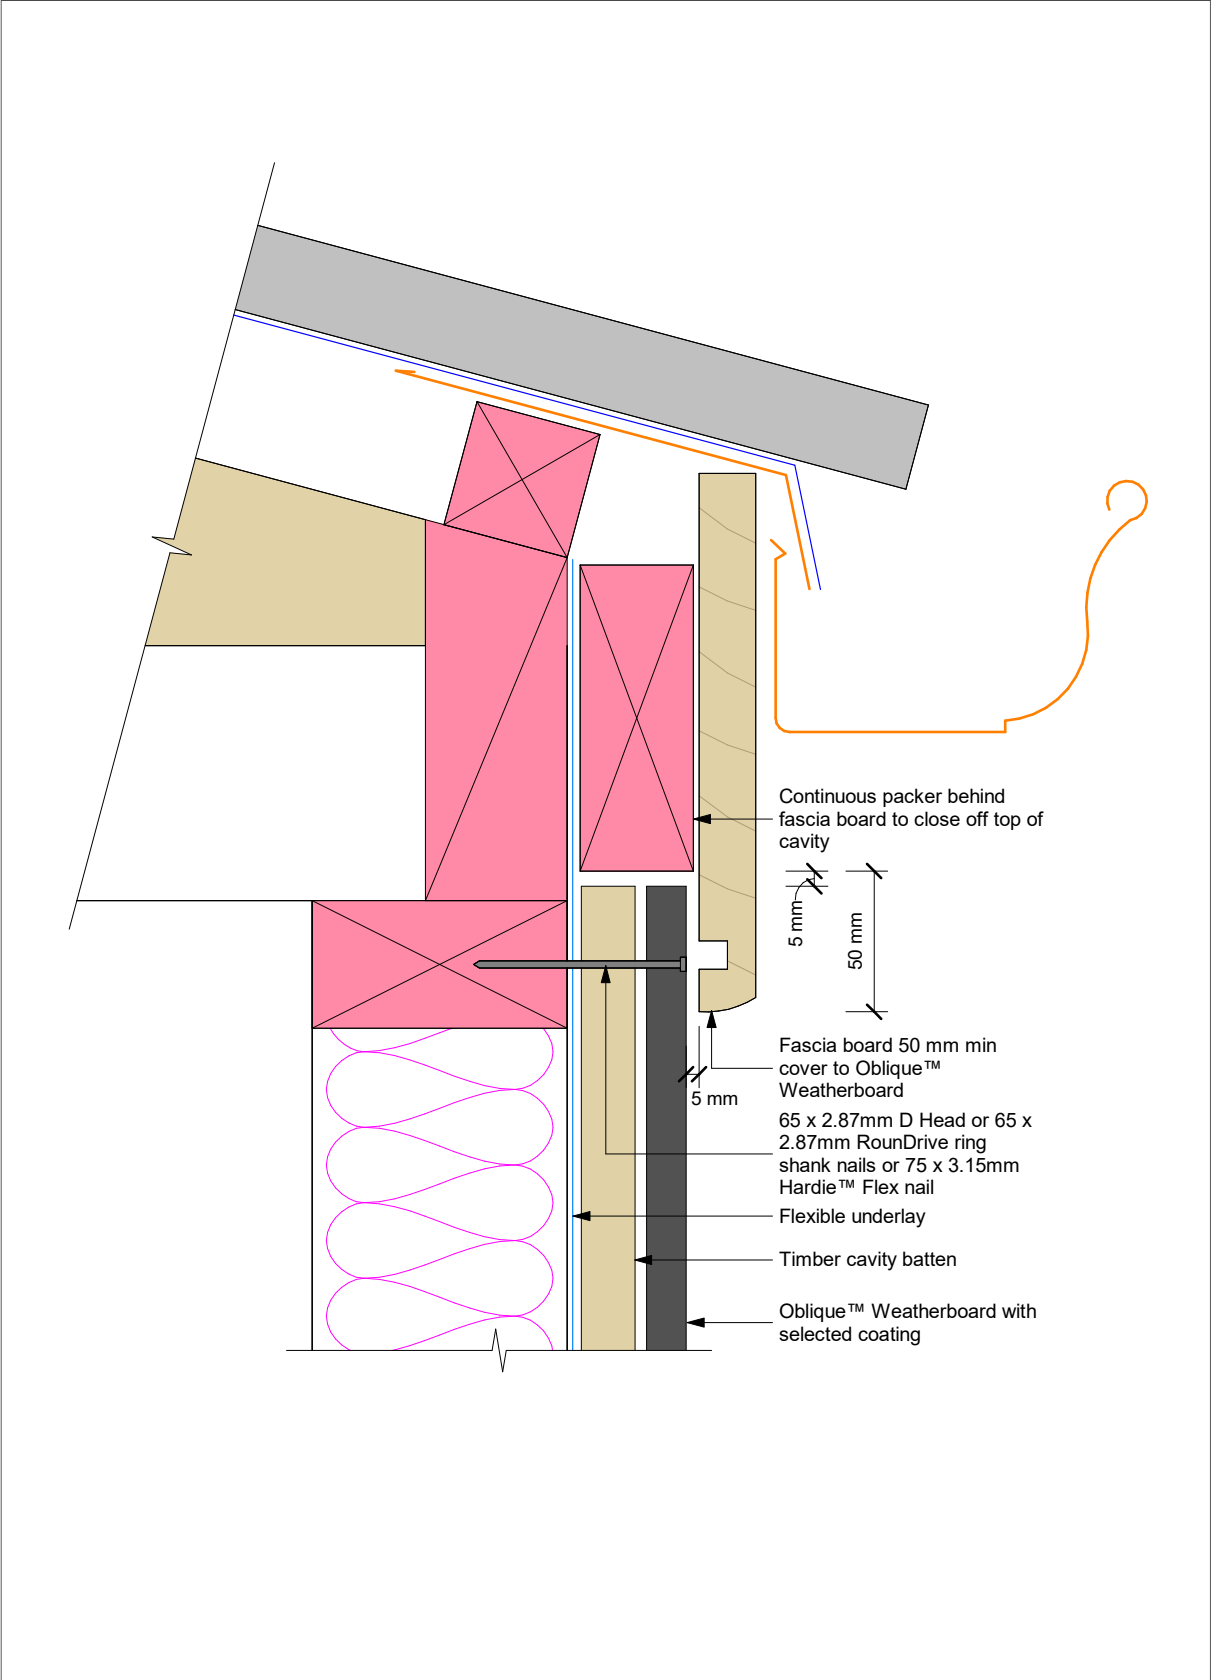 Continuous packer behind
fascia board to close off top of
cavity
5 mm
50 mm
Fascia board 50 mm min
cover to Oblique™
Weatherboard
5 mm
65 x 2.87mm D Head or 65 x
2.87mm RounDrive ring
shank nails or 75 x 3.15mm
Hardie™ Flex nail
Flexible underlay
Timber cavity batten
Oblique™ Weatherboard with
selected coating